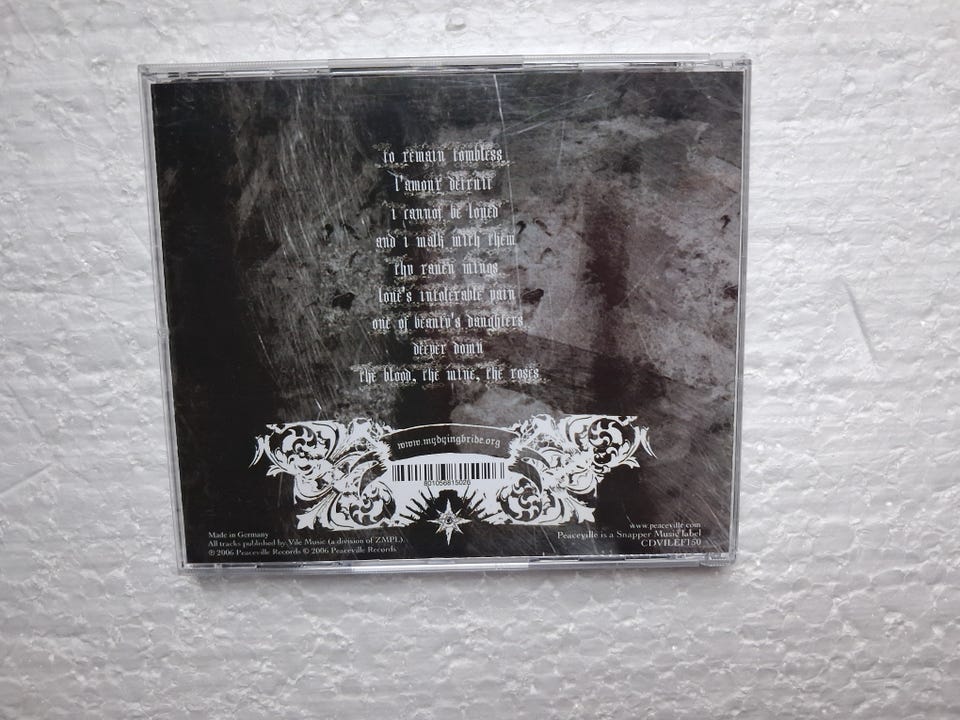 to remain tombless
l'amour detruit
i cannot be loved
and i walk with them
thy raven wings
love's intolerable pain
one of beauty's daughters
deeper down
the blood, the wine, the roses
www.mydyingbride.org
801056815026
Made in Germany
All tracks published by Vile Music (a division of ZMPL).
℗ 2006 Peaceville Records © 2006 Peaceville Records
www.peaceville.com
Peaceville is a Snapper Music label
CDVILEF150